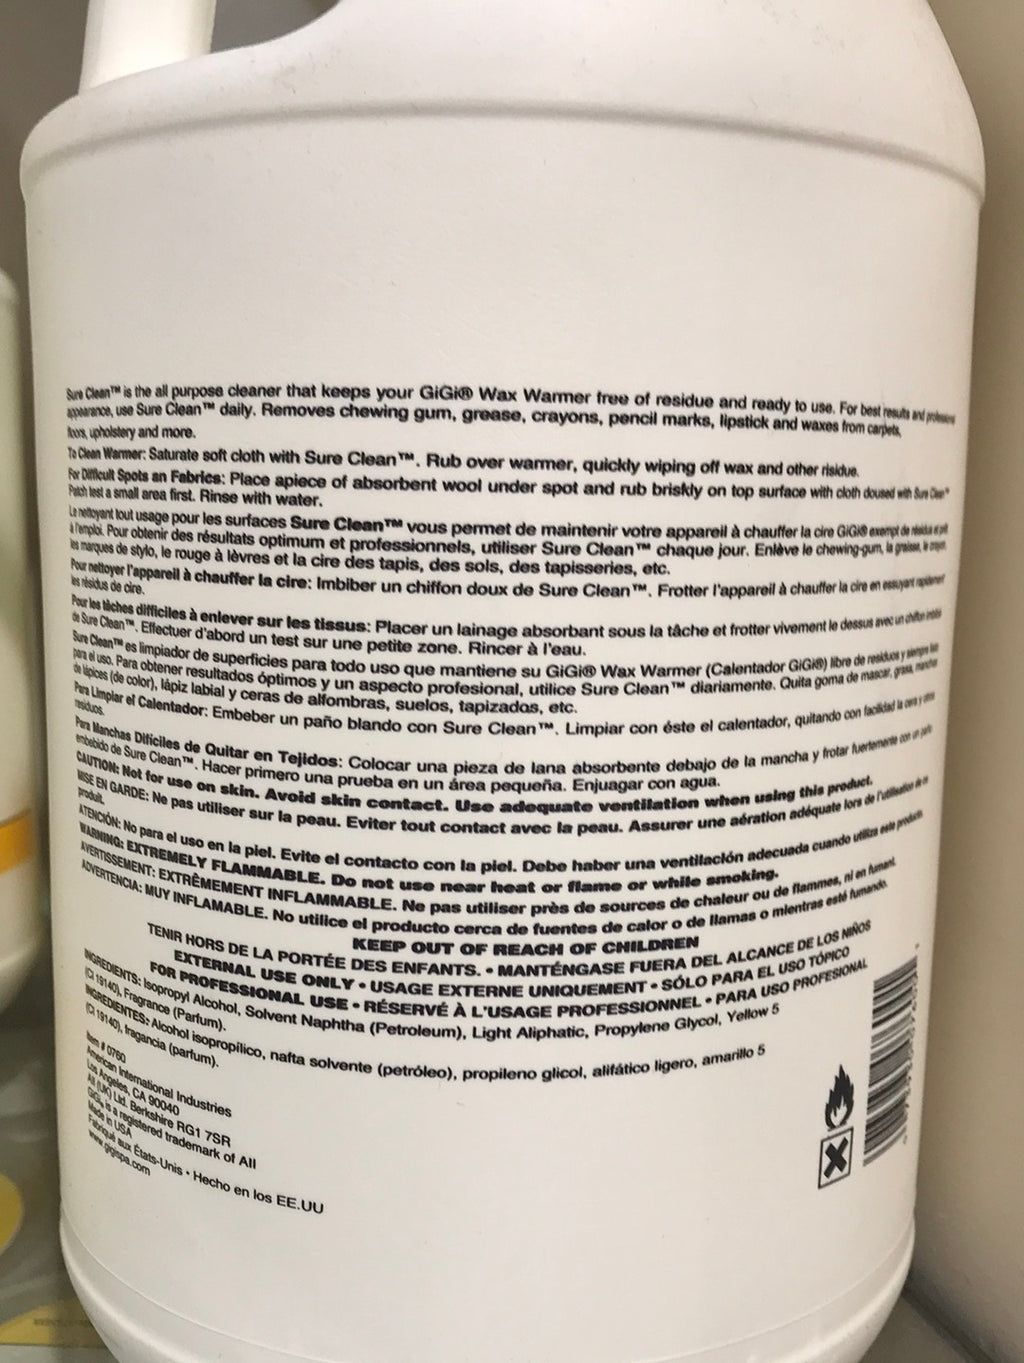 Sure Clean™ is the all purpose cleaner that keeps your GiGi® Wax Warmer free of residue and ready to use. For best results and professional
appearance, use Sure Clean™ daily. Removes chewing gum, grease, crayons, pencil marks, lipstick and waxes from carpets,
floors, upholstery and more.
To Clean Warmer: Saturate soft cloth with Sure Clean™. Rub over warmer, quickly wiping off wax and other risidue.
For Difficult Spots an Fabrics: Place apiece of absorbent wool under spot and rub briskly on top surface with cloth doused with Sure Clean™
Patch test a small area first. Rinse with water.
Le nettoyant tout usage pour les surfaces Sure Clean™ vous permet de maintenir votre appareil à chauffer la cire GiGi® exempt de résidus et prêt
à l'emploi. Pour obtenir des résultats optimum et professionnels, utiliser Sure Clean™ chaque jour. Enlève le chewing-gum, la graisse, le crayon,
les marques de stylo, le rouge à lèvres et la cire des tapis, des sols, des tapisseries, etc.
Pour nettoyer l'appareil à chauffer la cire: Imbiber un chiffon doux de Sure Clean™. Frotter l'appareil à chauffer la cire en essuyant rapidement
les résidus de cire.
Pour les tâches difficiles à enlever sur les tissus: Placer un lainage absorbant sous la tâche et frotter vivement le dessus avec un chiffon imbibé
de Sure Clean™. Effectuer d'abord un test sur une petite zone. Rincer à l'eau.
Sure Clean™ es limpiador de superficies para todo uso que mantiene su GiGi® Wax Warmer (Calentador GiGi®) libre de residuos y siempre listo
para el uso. Para obtener resultados óptimos y un aspecto profesional, utilice Sure Clean™ diariamente. Quita goma de mascar, grasa, manchas
de lápices (de color), lápiz labial y ceras de alfombras, suelos, tapizados, etc.
Para Limpiar el Calentador: Embeber un paño blando con Sure Clean™. Limpiar con éste el calentador, quitando con facilidad la cera y otros
residuos.
Para Manchas Difíciles de Quitar en Tejidos: Colocar una pieza de lana absorbente debajo de la mancha y frotar fuertemente con un paño
embebido de Sure Clean™. Hacer primero una prueba en un área pequeña. Enjuagar con agua.
CAUTION: Not for use on skin. Avoid skin contact. Use adequate ventilation when using this product.
MISE EN GARDE: Ne pas utiliser sur la peau. Eviter tout contact avec la peau. Assurer une aération adéquate lors de l'utilisation de ce
produit.
ATENCIÓN: No para el uso en la piel. Evite el contacto con la piel. Debe haber una ventilación adecuada cuando utiliza este producto.
WARNING: EXTREMELY FLAMMABLE. Do not use near heat or flame or while smoking.
AVERTISSEMENT: EXTRÊMEMENT INFLAMMABLE. Ne pas utiliser près de sources de chaleur ou de flammes, ni en fumant.
ADVERTENCIA: MUY INFLAMABLE. No utilice el producto cerca de fuentes de calor o de llamas o mientras esté fumando.
KEEP OUT OF REACH OF CHILDREN
TENIR HORS DE LA PORTÉE DES ENFANTS. • MANTÉNGASE FUERA DEL ALCANCE DE LOS NIÑOS
EXTERNAL USE ONLY • USAGE EXTERNE UNIQUEMENT • SÓLO PARA EL USO TÓPICO
FOR PROFESSIONAL USE • RÉSERVÉ À L'USAGE PROFESSIONNEL • PARA USO PROFESIONAL
INGREDIENTS: Isopropyl Alcohol, Solvent Naphtha (Petroleum), Light Aliphatic, Propylene Glycol, Yellow 5
(CI 19140), Fragrance (Parfum).
INGREDIENTES: Alcohol isopropílico, nafta solvente (petróleo), propileno glicol, alifático ligero, amarillo 5
(CI 19140), fragancia (parfum).
Item # 0760
American International Industries
Los Angeles, CA 90040
AII (UK) Ltd. Berkshire RG1 7SR
GiGi® is a registered trademark of AII
Made in USA
Fabriqué aux États-Unis • Hecho en los EE.UU
www.gigispa.com